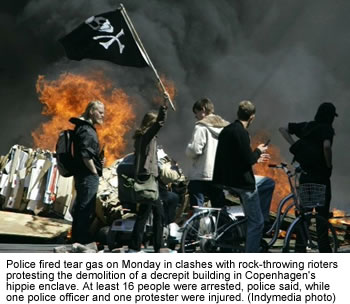 Police fired tear gas on Monday in clashes with rock-throwing rioters
protesting the demolition of a decrepit building in Copenhagen's
hippie enclave. At least 16 people were arrested, police said, while
one police officer and one protester were injured. (Indymedia photo)